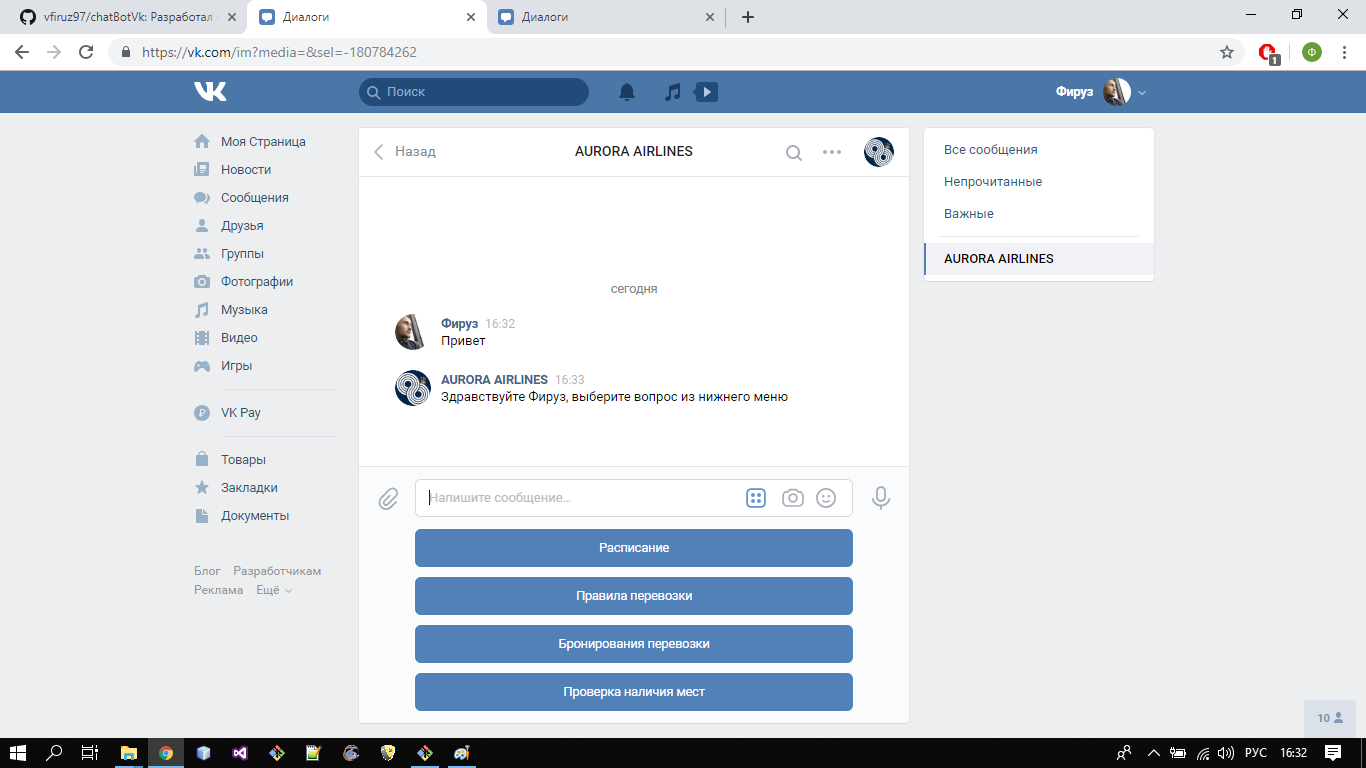 vfiruz97/chatBotVk: Разработал
Диалоги
Диалоги
https://vk.com/im?media=&sel=-180784262
1
Ф
Поиск
Фируз
Моя Страница
Новости
Сообщения
Друзья
Группы
Фотографии
Музыка
Видео
Игры
VK Pay
Товары
Закладки
Документы
Блог Разработчикам
Реклама Ещё
Назад
AURORA AIRLINES
сегодня
Фируз 16:32
Привет
AURORA AIRLINES 16:33
Здравствуйте Фируз, выберите вопрос из нижнего меню
Напишите сообщение...
Расписание
Правила перевозки
Бронирования перевозки
Проверка наличия мест
Все сообщения
Непрочитанные
Важные
AURORA AIRLINES
10
РУС
16:32